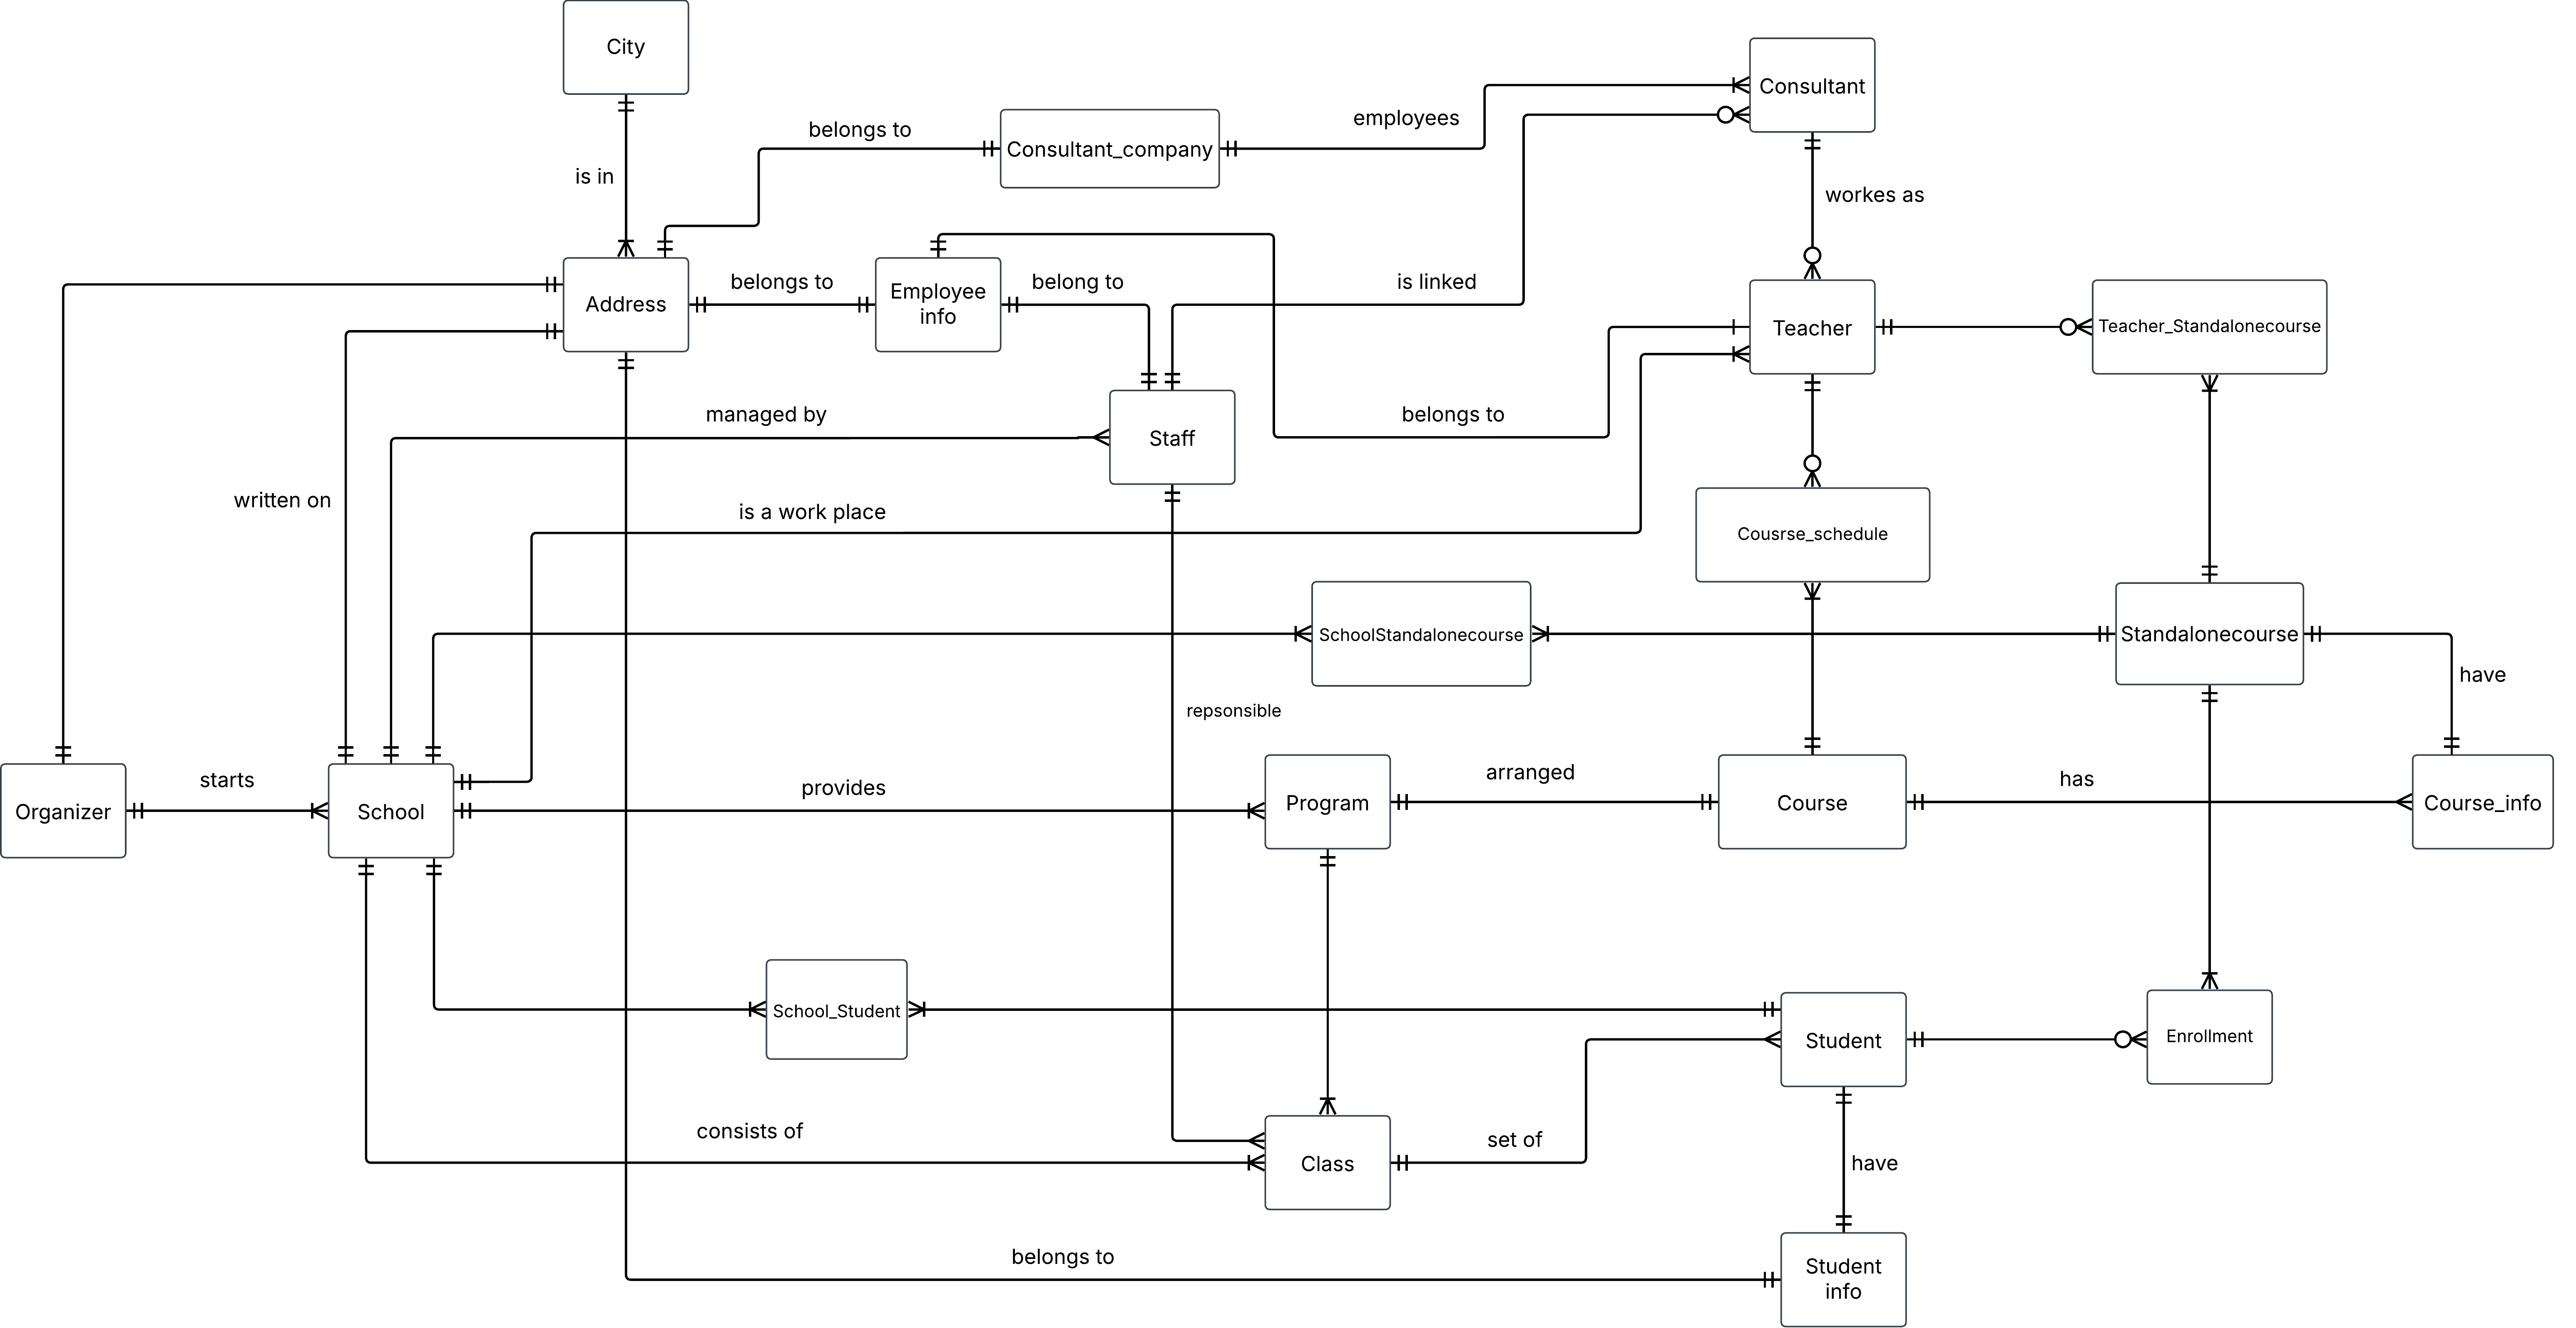 City
Consultant
employees
belongs to
Consultant_company
is in
workes as
belongs to
belong to
is linked
Employee
info
Address
Teacher
Teacher_Standalonecourse
managed by
belongs to
Staff
written on
is a work place
Cousrse_schedule
SchoolStandalonecourse
Standalonecourse
have
repsonsible
starts
provides
arranged
has
Organizer
School
Program
Course
Course_info
School_Student
Student
Enrollment
consists of
set of
Class
have
belongs to
Student
info